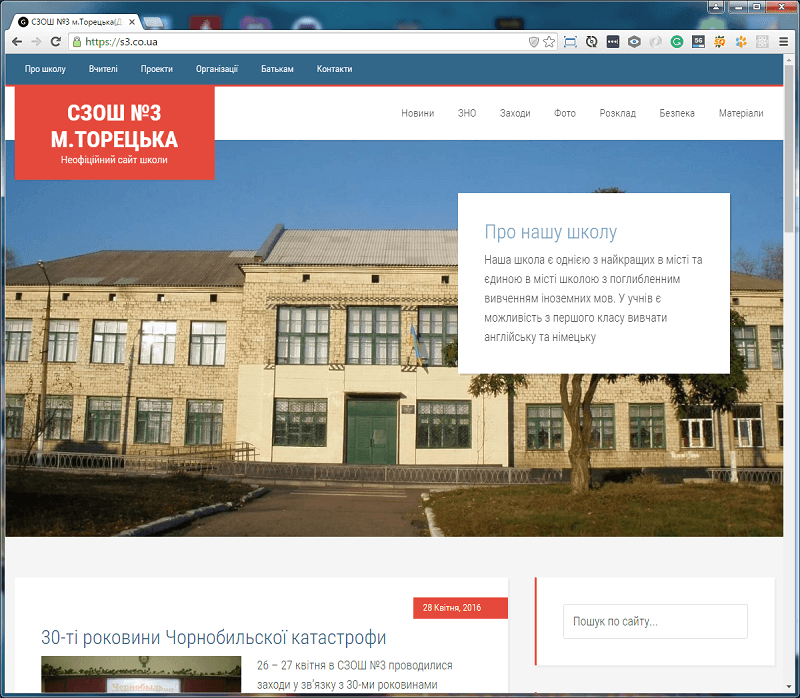 СЗОШ №3 м.Торецька(Д
https://s3.co.ua
56
Про школу Вчителі Проекти Організації Батькам Контакти
СЗОШ №3
М.ТОРЕЦЬКА
Неофіційний сайт школи
Новини ЗНО Заходи Фото Розклад Безпека Матеріали
Про нашу школу
Наша школа є однією з найкращих в місті та
єдиною в місті школою з поглибленним
вивченням іноземних мов. У учнів є
можливість з першого класу вивчати
англійську та німецьку
28 Квітня, 2016
30-ті роковини Чорнобильскої катастрофи
26 – 27 квітня в СЗОШ №3 проводилися
заходи у зв'язку з 30-ми роковинами
Пошук по сайту...